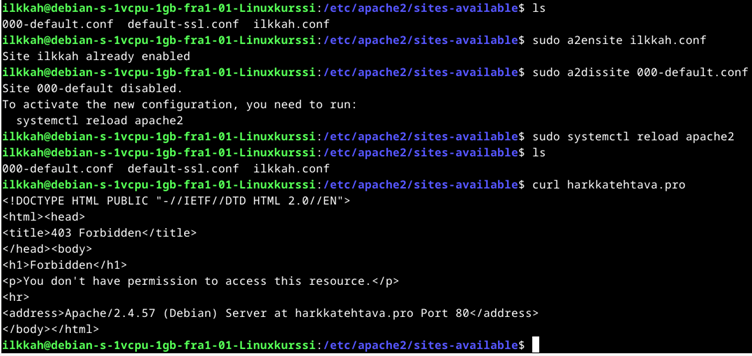 ilkkah@debian-s-1vcpu-1gb-fra1-01-Linuxkurssi:/etc/apache2/sites-available$ ls
000-default.conf  default-ssl.conf  ilkkah.conf
ilkkah@debian-s-1vcpu-1gb-fra1-01-Linuxkurssi:/etc/apache2/sites-available$ sudo a2ensite ilkkah.conf
Site ilkkah already enabled
ilkkah@debian-s-1vcpu-1gb-fra1-01-Linuxkurssi:/etc/apache2/sites-available$ sudo a2dissite 000-default.conf
Site 000-default disabled.
To activate the new configuration, you need to run:
  systemctl reload apache2
ilkkah@debian-s-1vcpu-1gb-fra1-01-Linuxkurssi:/etc/apache2/sites-available$ sudo systemctl reload apache2
ilkkah@debian-s-1vcpu-1gb-fra1-01-Linuxkurssi:/etc/apache2/sites-available$ ls
000-default.conf  default-ssl.conf  ilkkah.conf
ilkkah@debian-s-1vcpu-1gb-fra1-01-Linuxkurssi:/etc/apache2/sites-available$ curl harkkatehtava.pro
<!DOCTYPE HTML PUBLIC "-//IETF//DTD HTML 2.0//EN">
<html><head>
<title>403 Forbidden</title>
</head><body>
<h1>Forbidden</h1>
<p>You don't have permission to access this resource.</p>
<hr>
<address>Apache/2.4.57 (Debian) Server at harkkatehtava.pro Port 80</address>
</body></html>
ilkkah@debian-s-1vcpu-1gb-fra1-01-Linuxkurssi:/etc/apache2/sites-available$